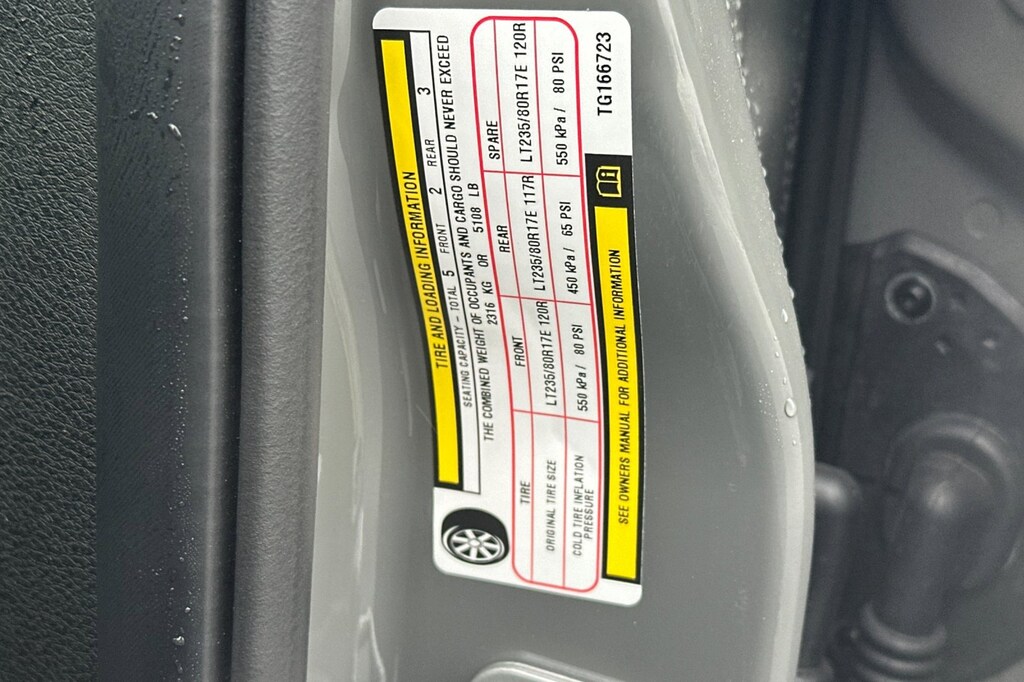 TIRE AND LOADING INFORMATION
SEATING CAPACITY - TOTAL 5 FRONT 2 REAR 3
THE COMBINED WEIGHT OF OCCUPANTS AND CARGO SHOULD NEVER EXCEED
2316 KG OR 5108 LB
TIRE FRONT REAR SPARE
ORIGINAL TIRE SIZE LT235/80R17E 120R LT235/80R17E 117R LT235/80R17E 120R
COLD TIRE INFLATION PRESSURE 550 kPa / 80 PSI 450 kPa / 65 PSI 550 kPa / 80 PSI
SEE OWNERS MANUAL FOR ADDITIONAL INFORMATION
TG166723